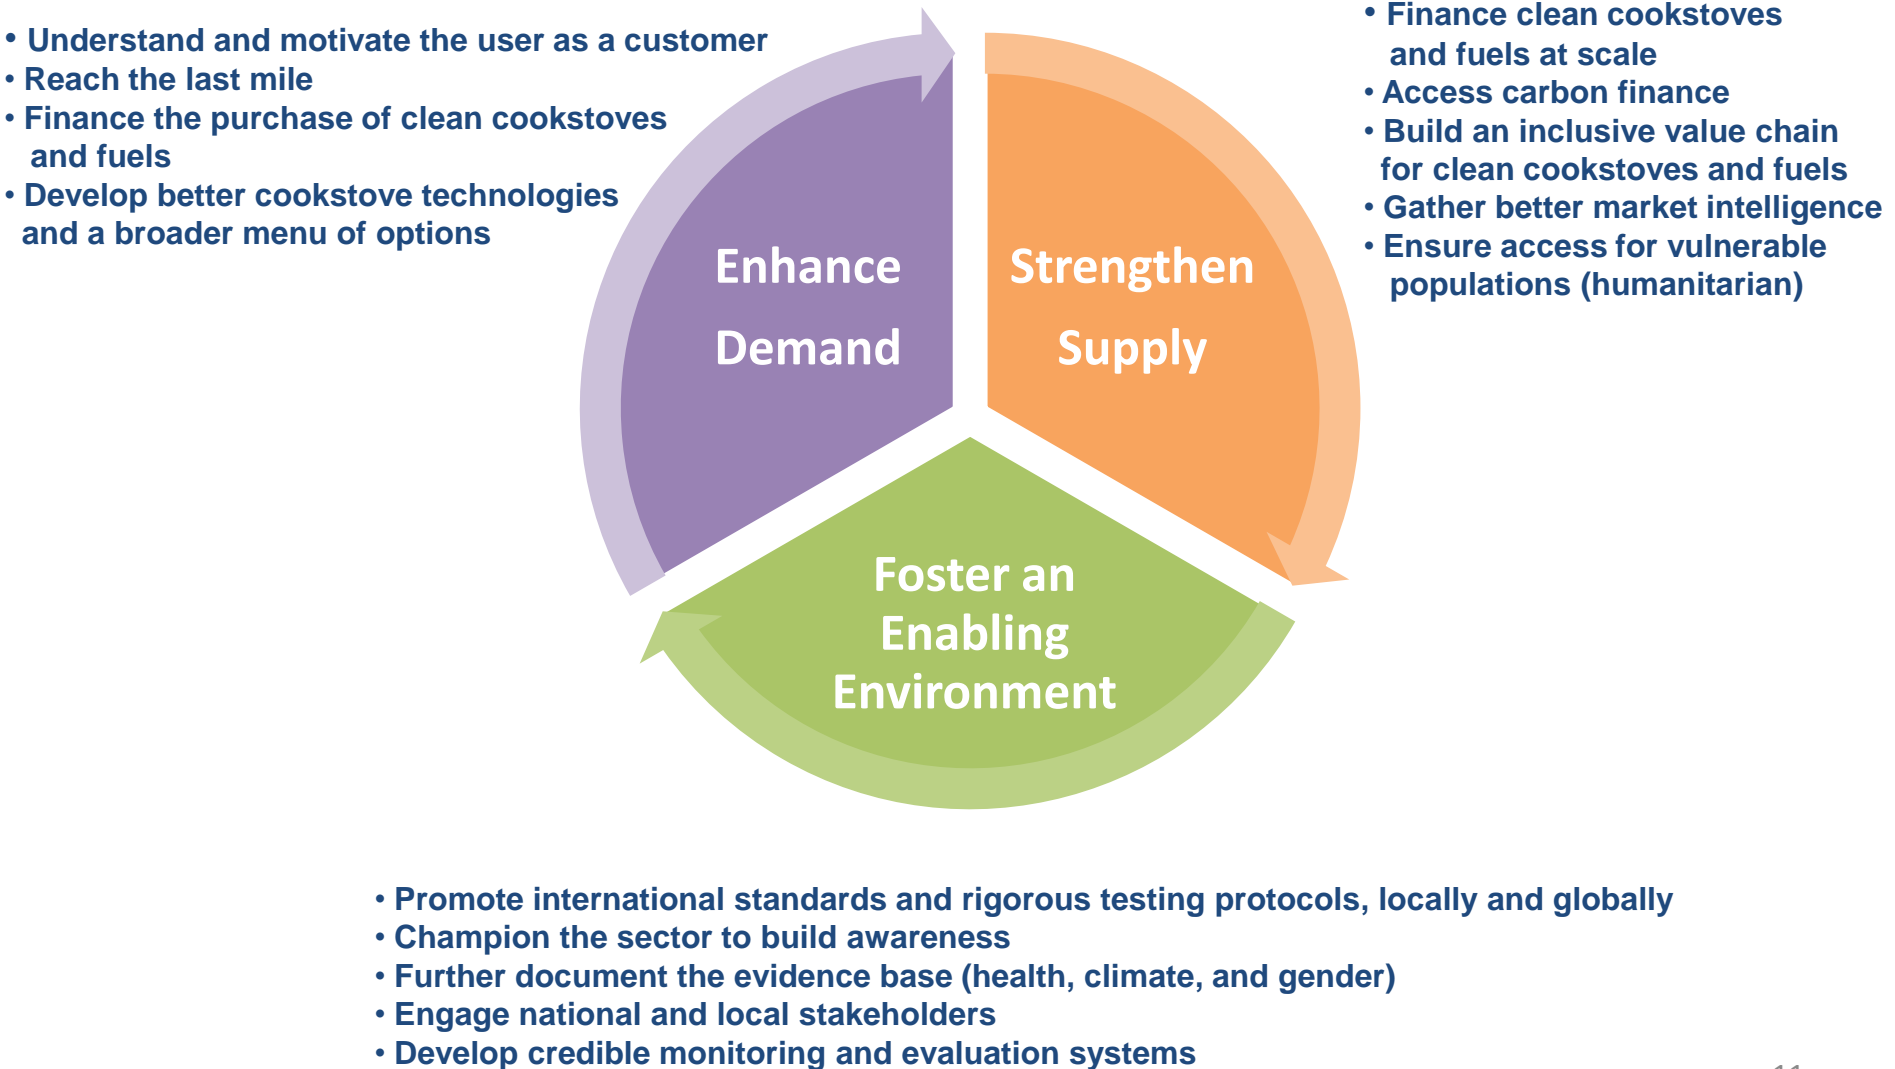 • Understand and motivate the user as a customer
• Reach the last mile
• Finance the purchase of clean cookstoves
and fuels
• Develop better cookstove technologies
and a broader menu of options
• Finance clean cookstoves
and fuels at scale
• Access carbon finance
• Build an inclusive value chain
for clean cookstoves and fuels
• Gather better market intelligence
• Ensure access for vulnerable
populations (humanitarian)
Enhance
Demand
Strengthen
Supply
Foster an
Enabling
Environment
• Promote international standards and rigorous testing protocols, locally and globally
• Champion the sector to build awareness
• Further document the evidence base (health, climate, and gender)
• Engage national and local stakeholders
• Develop credible monitoring and evaluation systems